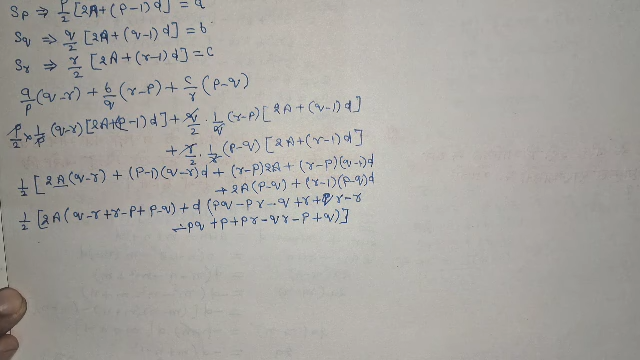 Sp ⇒ p/2 [2A+(p-1)d] = a
Sq ⇒ q/2 [2A+(q-1)d] = b
Sr ⇒ r/2 [2A+(r-1)d] = c
a/p (q-r) + b/q (r-p) + c/r (p-q)
p/2 × 1/p (q-r)[2A+(p-1)d] + q/2 · 1/q (r-p)[2A+(q-1)d]
+ r/2 · 1/r (p-q)[2A+(r-1)d]
1/2 [2A(q-r) + (p-1)(q-r)d + (r-p)2A + (r-p)(q-1)d
+ 2A(p-q) + (r-1)(p-q)d
1/2 [2A(q-r+r-p+p-q) + d(pq-pr-q+r+qr-r
-pq+p+pr-qr-p+q)]